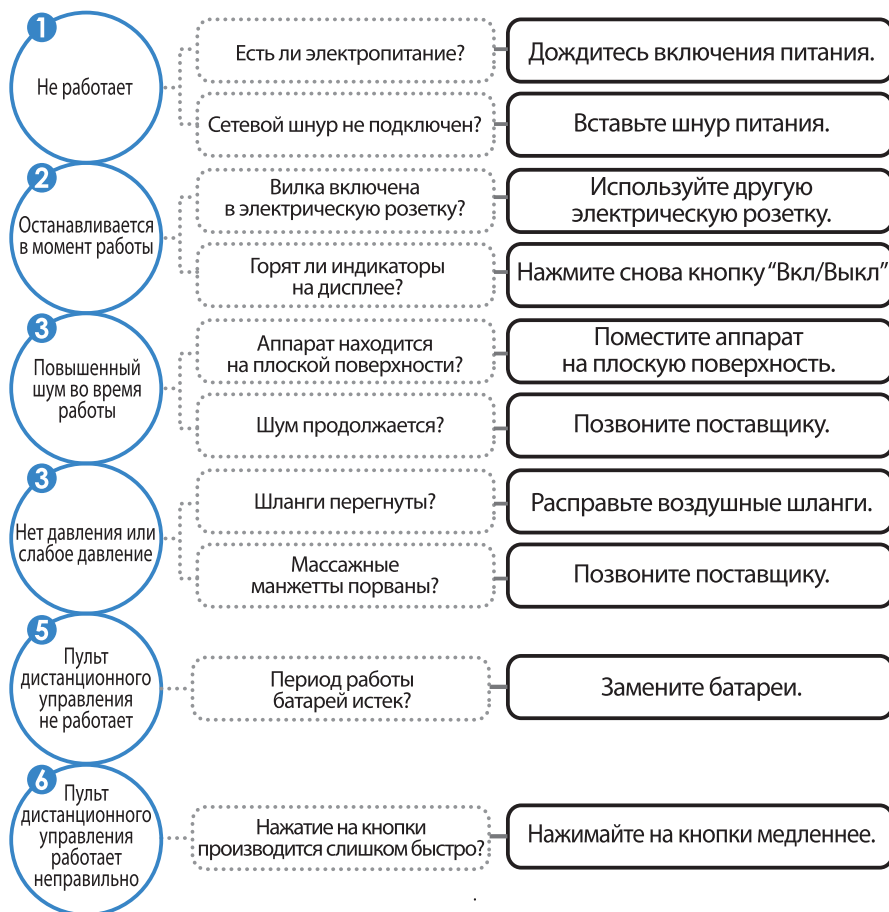 1
Не работает
Есть ли электропитание?
Дождитесь включения питания.
Сетевой шнур не подключен?
Вставьте шнур питания.
2
Останавливается
в момент работы
Вилка включена
в электрическую розетку?
Используйте другую
электрическую розетку.
Горят ли индикаторы
на дисплее?
Нажмите снова кнопку “Вкл/Выкл”
3
Повышенный
шум во время
работы
Аппарат находится
на плоской поверхности?
Поместите аппарат
на плоскую поверхность.
Шум продолжается?
Позвоните поставщику.
3
Нет давления или
слабое давление
Шланги перегнуты?
Расправьте воздушные шланги.
Массажные
манжетты порваны?
Позвоните поставщику.
5
Пульт
дистанционного
управления
не работает
Период работы
батарей истек?
Замените батареи.
6
Пульт
дистанционного
управления
работает
неправильно
Нажатие на кнопки
производится слишком быстро?
Нажимайте на кнопки медленнее.
.